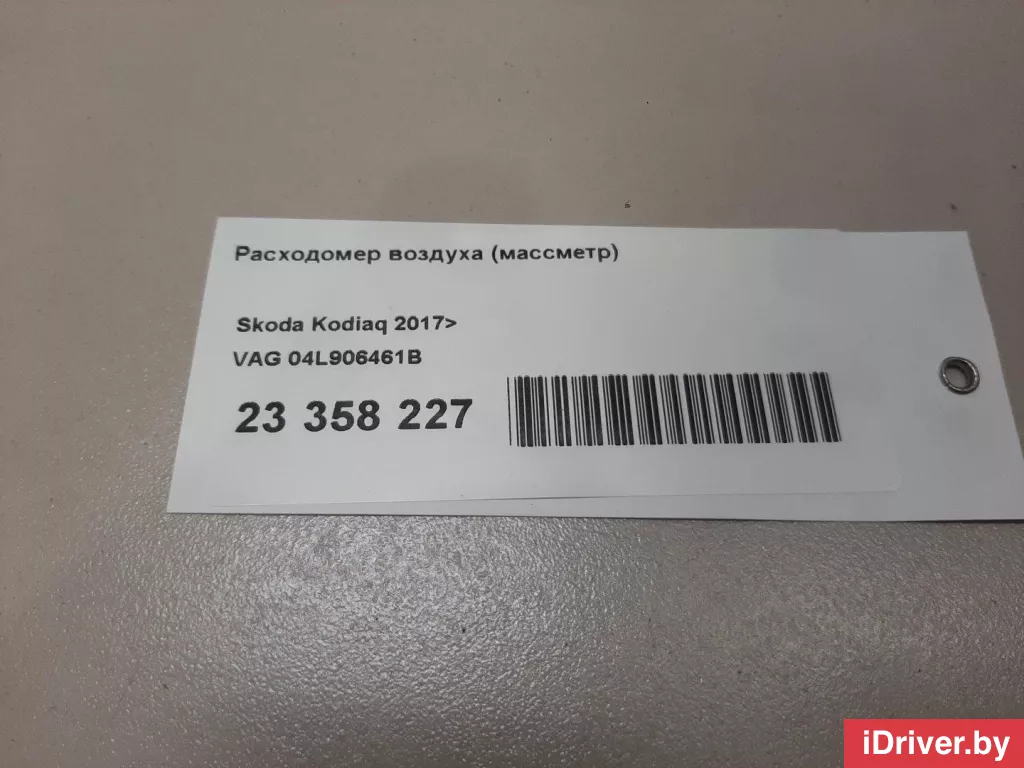 Расходомер воздуха (массметр)
Skoda Kodiaq 2017>
VAG 04L906461B
23 358 227
iDriver.by